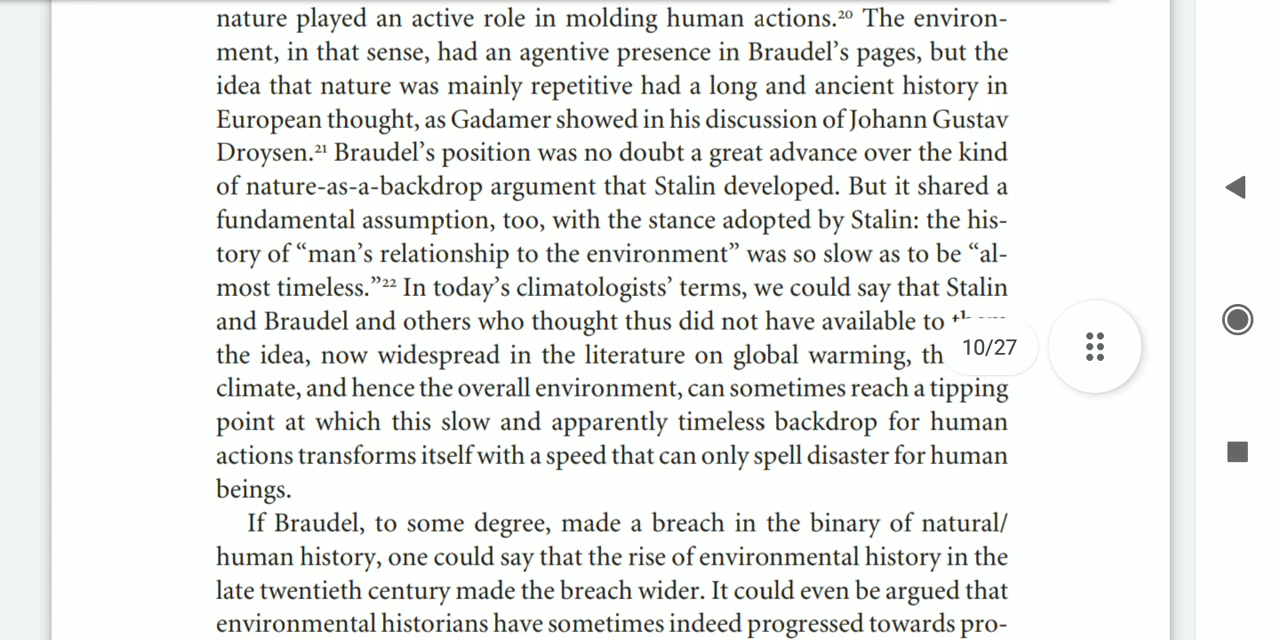 nature played an active role in molding human actions.²⁰ The environ-
ment, in that sense, had an agentive presence in Braudel’s pages, but the
idea that nature was mainly repetitive had a long and ancient history in
European thought, as Gadamer showed in his discussion of Johann Gustav
Droysen.²¹ Braudel’s position was no doubt a great advance over the kind
of nature-as-a-backdrop argument that Stalin developed. But it shared a
fundamental assumption, too, with the stance adopted by Stalin: the his-
tory of “man’s relationship to the environment” was so slow as to be “al-
most timeless.”²² In today’s climatologists’ terms, we could say that Stalin
and Braudel and others who thought thus did not have available to
the idea, now widespread in the literature on global warming, th
10/27
climate, and hence the overall environment, can sometimes reach a tipping
point at which this slow and apparently timeless backdrop for human
actions transforms itself with a speed that can only spell disaster for human
beings.
If Braudel, to some degree, made a breach in the binary of natural/
human history, one could say that the rise of environmental history in the
late twentieth century made the breach wider. It could even be argued that
environmental historians have sometimes indeed progressed towards pro-